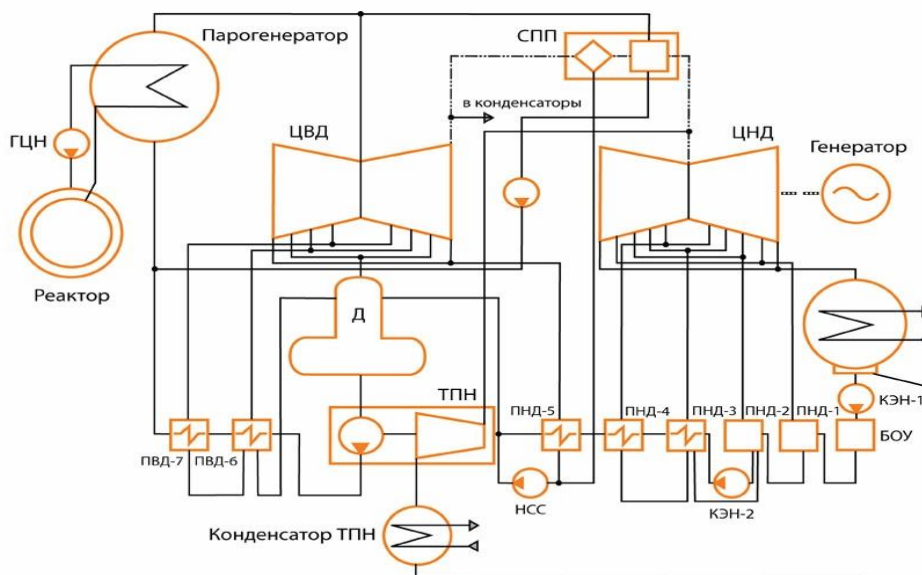 Парогенератор
СПП
в конденсаторы
ГЦН
ЦВД
ЦНД
Генератор
Реактор
Д
ТПН
КЭН-1
ПНД-5
ПНД-4
ПНД-3
ПНД-2
ПНД-1
БОУ
ПВД-7
ПВД-6
НСС
КЭН-2
Конденсатор ТПН